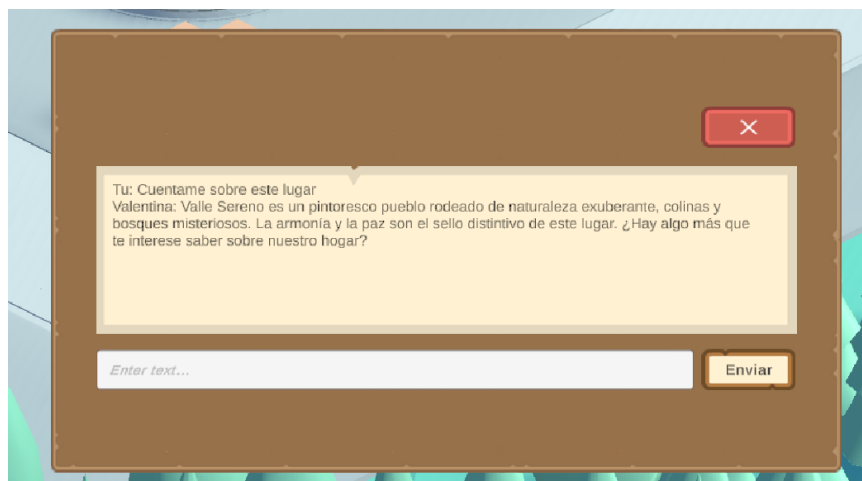 Tu: Cuentame sobre este lugar
Valentina: Valle Sereno es un pintoresco pueblo rodeado de naturaleza exuberante, colinas y
bosques misteriosos. La armonía y la paz son el sello distintivo de este lugar. ¿Hay algo más que
te interese saber sobre nuestro hogar?
Enter text...
Enviar